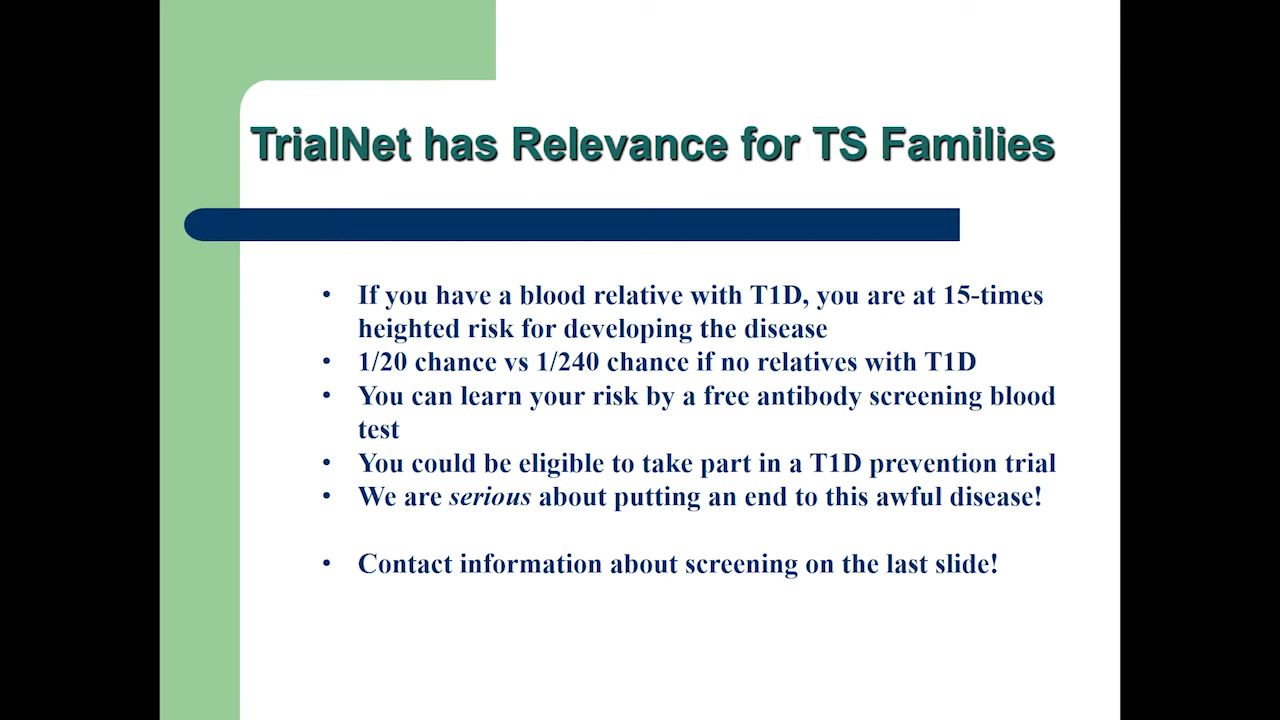 TrialNet has Relevance for TS Families
• If you have a blood relative with T1D, you are at 15-times
heighted risk for developing the disease
• 1/20 chance vs 1/240 chance if no relatives with T1D
• You can learn your risk by a free antibody screening blood
test
• You could be eligible to take part in a T1D prevention trial
• We are serious about putting an end to this awful disease!
• Contact information about screening on the last slide!